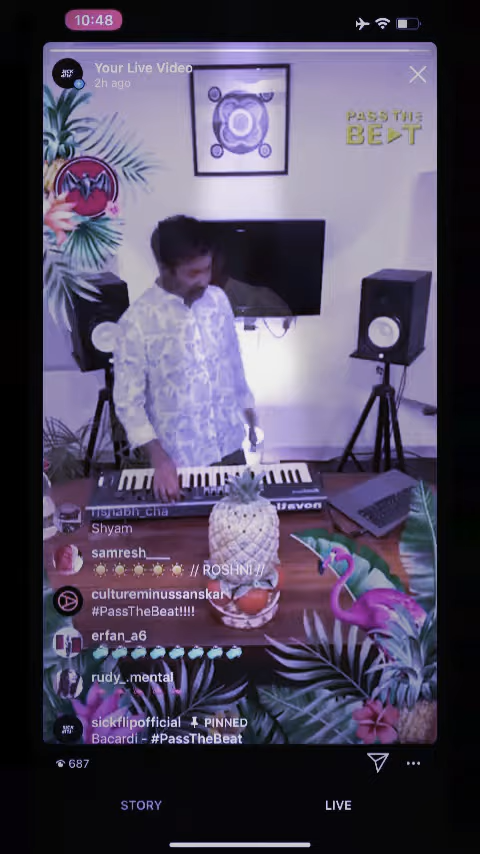 10:48
Your Live Video
2h ago
PASS THE
BEAT
rishabh_cha
Shyam
samresh___
☀️☀️☀️☀️☀️ // ROSHNI //
cultureminussanskar
#PassTheBeat!!!!
erfan_a6
rudy_.mental
sickflipofficial PINNED
Bacardi - #PassTheBeat
687
STORY
LIVE